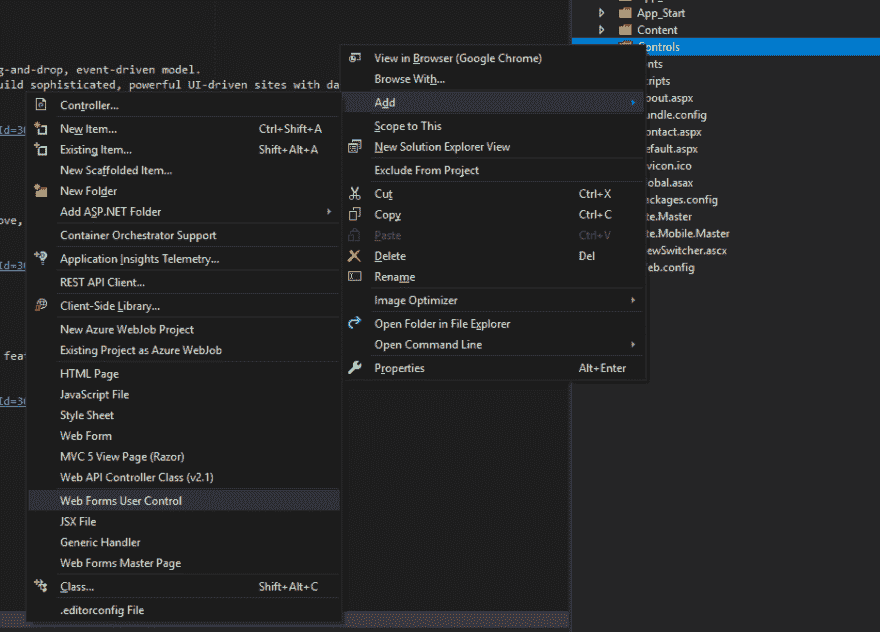 App_Start
Content
Controls
g-and-drop, event-driven model.
uild sophisticated, powerful UI-driven sites with da
Id=30
ove,
Id=30
feat
Id=30
View in Browser (Google Chrome)
Browse With...
Add
Scope to This
New Solution Explorer View
Exclude From Project
Cut Ctrl+X
Copy Ctrl+C
Paste Ctrl+V
Delete Del
Rename
Image Optimizer
Open Folder in File Explorer
Open Command Line
Properties Alt+Enter
Controller...
New Item... Ctrl+Shift+A
Existing Item... Shift+Alt+A
New Scaffolded Item...
New Folder
Add ASP.NET Folder
Container Orchestrator Support
Application Insights Telemetry...
REST API Client...
Client-Side Library...
New Azure WebJob Project
Existing Project as Azure WebJob
HTML Page
JavaScript File
Style Sheet
Web Form
MVC 5 View Page (Razor)
Web API Controller Class (v2.1)
Web Forms User Control
JSX File
Generic Handler
Web Forms Master Page
Class... Shift+Alt+C
.editorconfig File
nts
ripts
bout.aspx
undle.config
ontact.aspx
efault.aspx
vicon.ico
lobal.asax
ackages.config
te.Master
te.Mobile.Master
ewSwitcher.ascx
eb.config